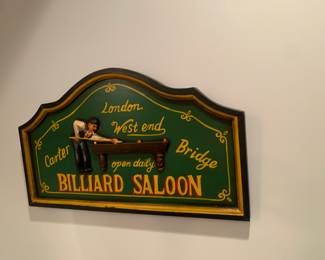 London
West end
Carter Bridge
open daily
BILLIARD SALOON